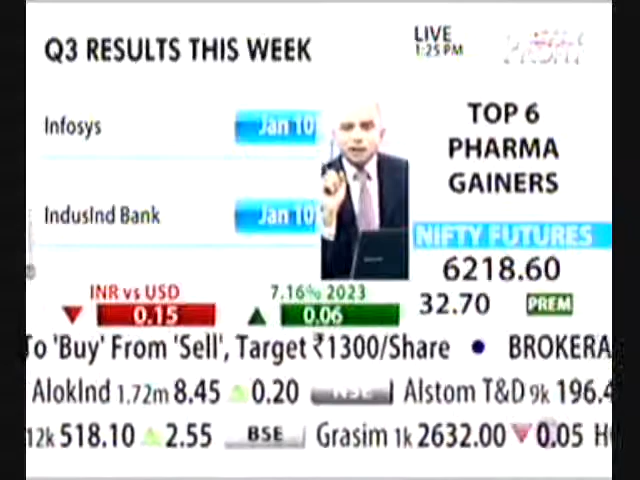 Q3 RESULTS THIS WEEK
LIVE
1:25 PM
Infosys
Jan 10
IndusInd Bank
Jan 10
TOP 6
PHARMA
GAINERS
NIFTY FUTURES
6218.60
32.70 PREM
INR vs USD
0.15
7.16% 2023
0.06
To 'Buy' From 'Sell', Target ₹1300/Share • BROKERA
AlokInd 1.72m 8.45 0.20 NSE Alstom T&D 9k 196.4
12k 518.10 2.55 BSE Grasim 1k 2632.00 0.05 H